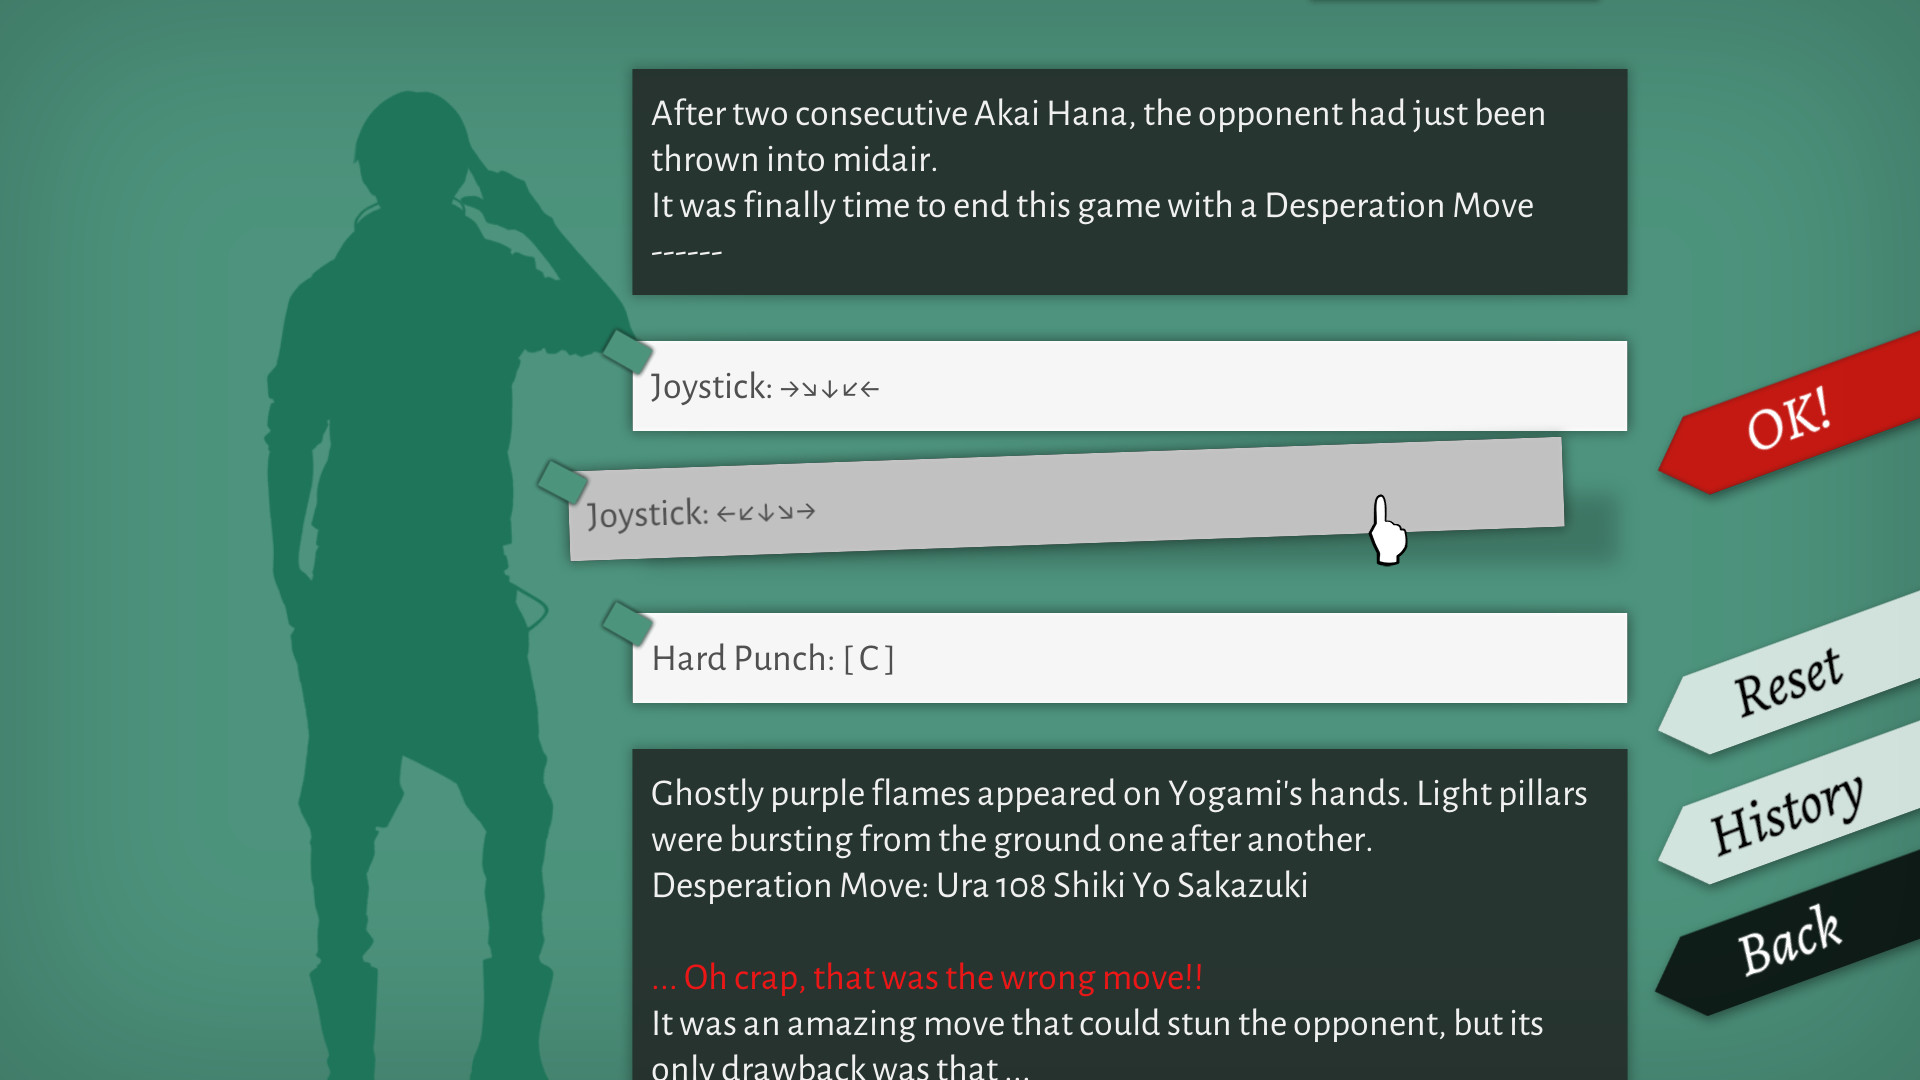 After two consecutive Akai Hana, the opponent had just been
thrown into midair.
It was finally time to end this game with a Desperation Move
------
Joystick: →↘↓↙←
Joystick: ←↙↓↘→
Hard Punch: [ C ]
Ghostly purple flames appeared on Yogami's hands. Light pillars
were bursting from the ground one after another.
Desperation Move: Ura 108 Shiki Yo Sakazuki
... Oh crap, that was the wrong move!!
It was an amazing move that could stun the opponent, but its
only drawback was that ...
OK!
Reset
History
Back